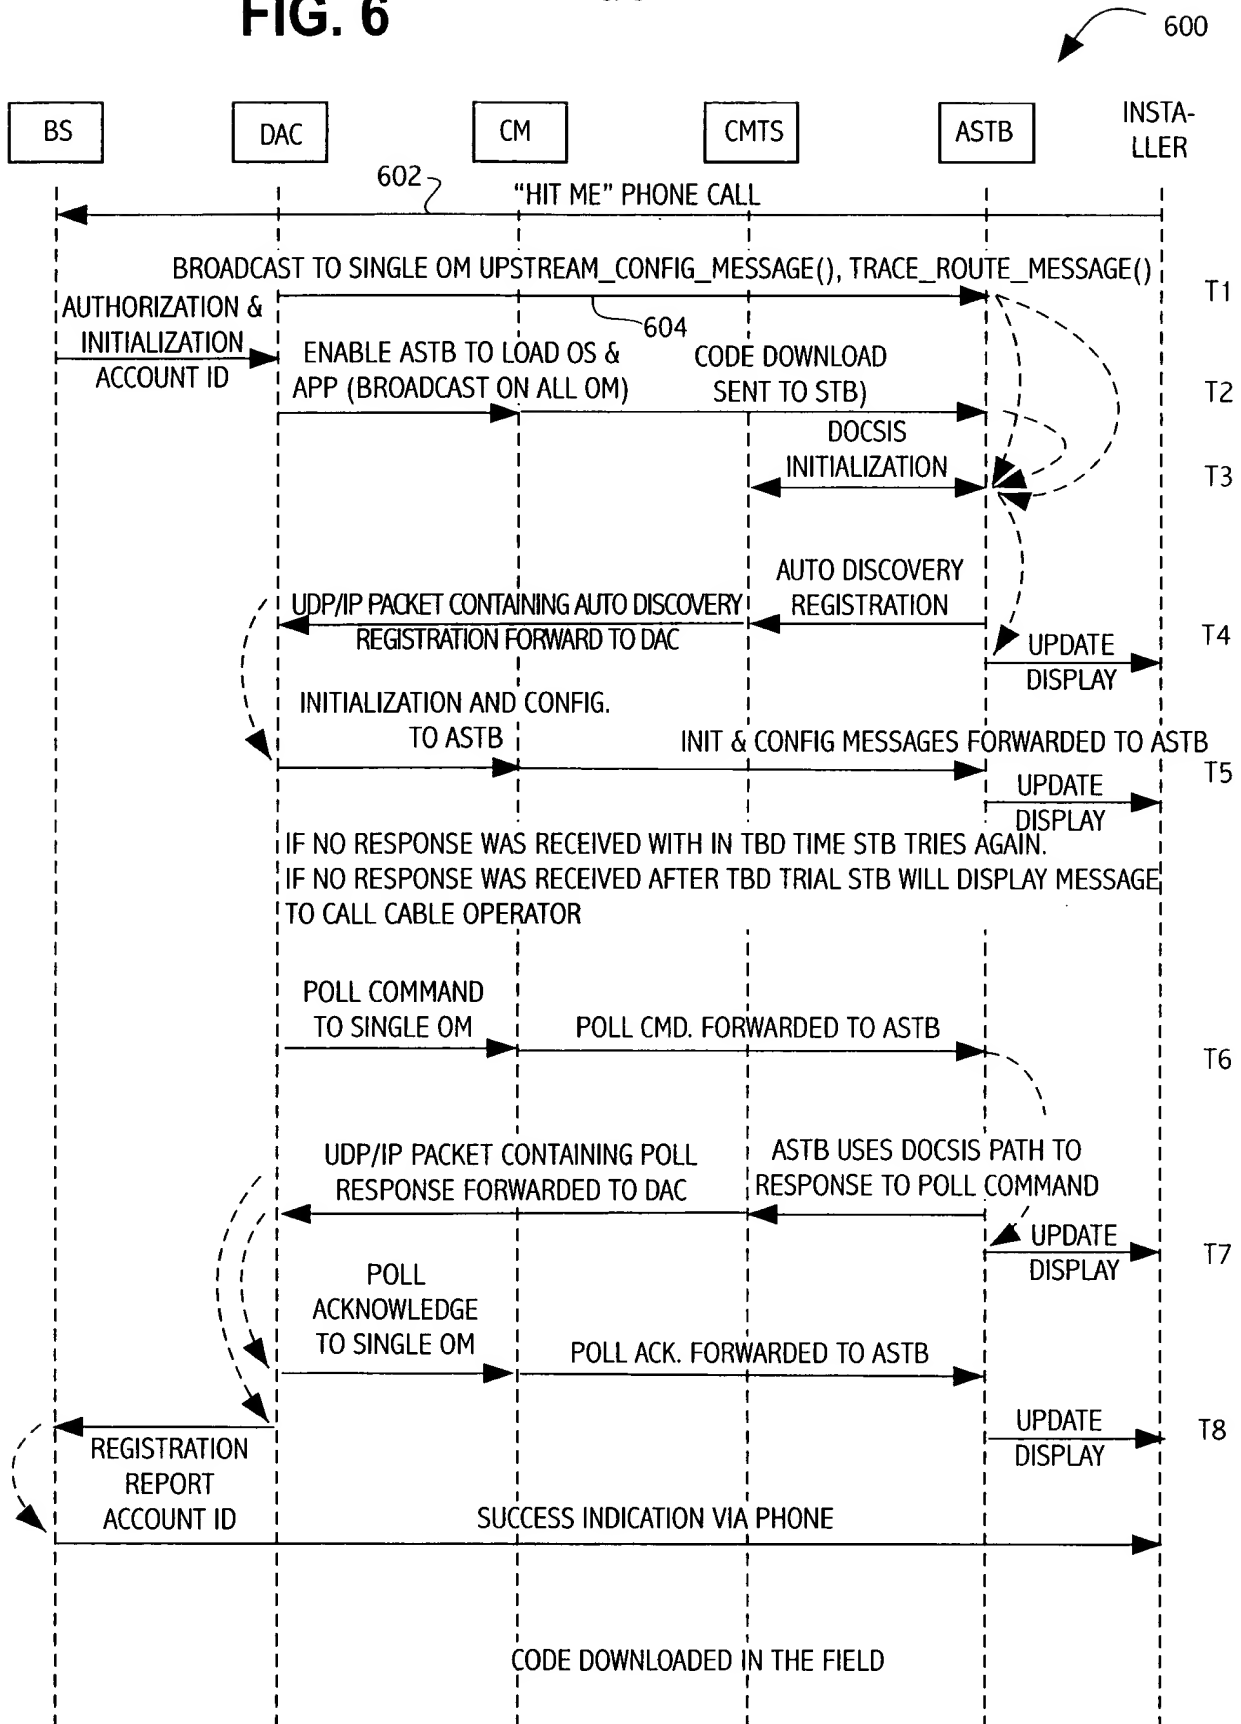 FIG. 6
600
BS
DAC
CM
CMTS
ASTB
INSTA-
LLER
602
"HIT ME" PHONE CALL
BROADCAST TO SINGLE OM UPSTREAM_CONFIG_MESSAGE(), TRACE_ROUTE_MESSAGE()
T1
AUTHORIZATION &
INITIALIZATION
ACCOUNT ID
604
ENABLE ASTB TO LOAD OS &
APP (BROADCAST ON ALL OM)
CODE DOWNLOAD
SENT TO STB)
T2
DOCSIS
INITIALIZATION
T3
AUTO DISCOVERY
REGISTRATION
UDP/IP PACKET CONTAINING AUTO DISCOVERY
REGISTRATION FORWARD TO DAC
T4
UPDATE
DISPLAY
INITIALIZATION AND CONFIG.
TO ASTB
INIT & CONFIG MESSAGES FORWARDED TO ASTB
T5
UPDATE
DISPLAY
IF NO RESPONSE WAS RECEIVED WITH IN TBD TIME STB TRIES AGAIN.
IF NO RESPONSE WAS RECEIVED AFTER TBD TRIAL STB WILL DISPLAY MESSAGE
TO CALL CABLE OPERATOR
POLL COMMAND
TO SINGLE OM
POLL CMD. FORWARDED TO ASTB
T6
UDP/IP PACKET CONTAINING POLL
RESPONSE FORWARDED TO DAC
ASTB USES DOCSIS PATH TO
RESPONSE TO POLL COMMAND
UPDATE
DISPLAY
T7
POLL
ACKNOWLEDGE
TO SINGLE OM
POLL ACK. FORWARDED TO ASTB
UPDATE
DISPLAY
T8
REGISTRATION
REPORT
ACCOUNT ID
SUCCESS INDICATION VIA PHONE
CODE DOWNLOADED IN THE FIELD